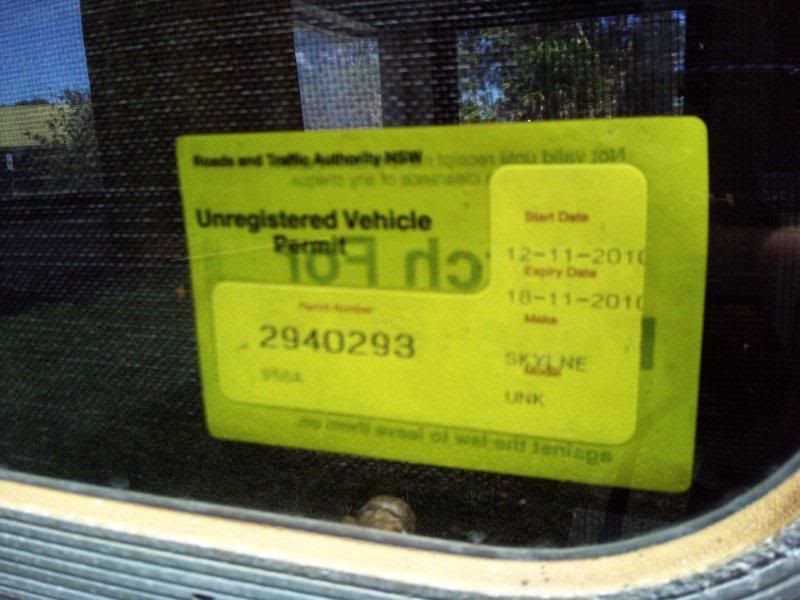 Roads and Traffic Authority NSW
Not valid until receipt
clearance of any cheque.
Unregistered Vehicle
Permit
ch For
Start Date
12-11-2010
Expiry Date
18-11-2010
Make
SKYLNE
Model
UNK
Permit Number
2940293
against the law to leave them on